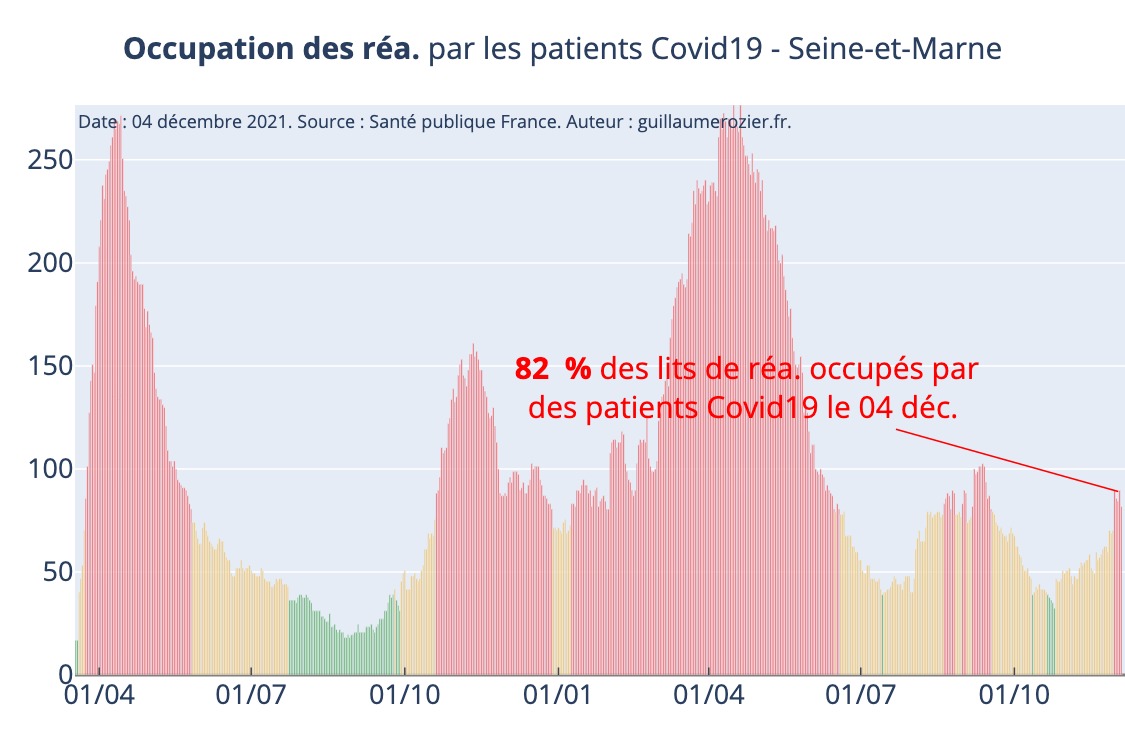 Occupation des réa. par les patients Covid19 - Seine-et-Marne
Date : 04 décembre 2021. Source : Santé publique France. Auteur : guillaumerozier.fr.
250
200
150
100
50
0
82 % des lits de réa. occupés par
des patients Covid19 le 04 déc.
01/04 01/07 01/10 01/01 01/04 01/07 01/10